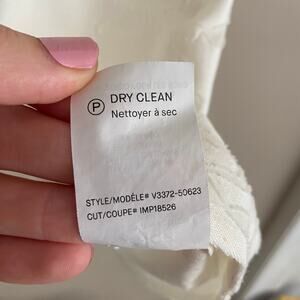 P DRY CLEAN
Nettoyer à sec
STYLE/MODÈLE# V3372-50623
CUT/COUPE# IMP18526